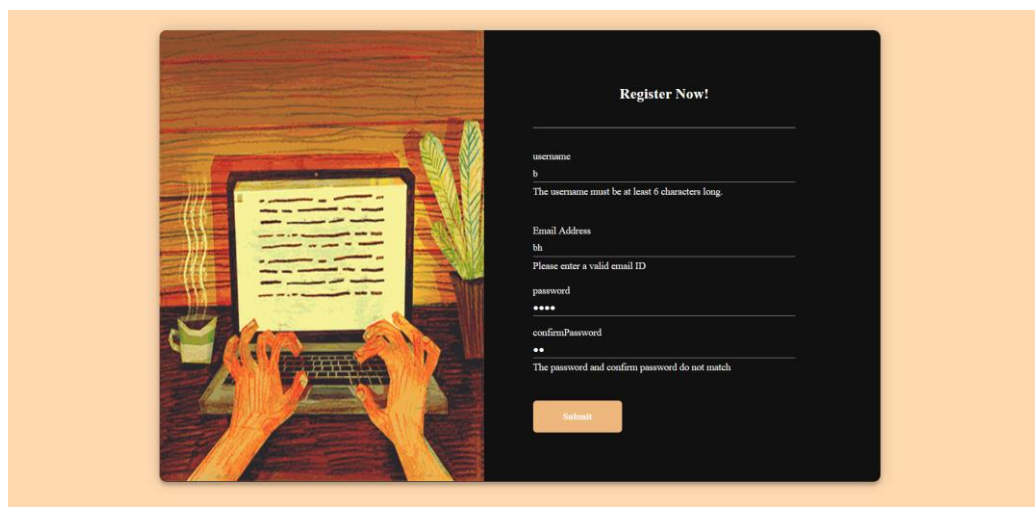 Register Now!
username
b
The username must be at least 6 characters long.
Email Address
bh
Please enter a valid email ID
password
••••
confirmPassword
••
The password and confirm password do not match
Submit